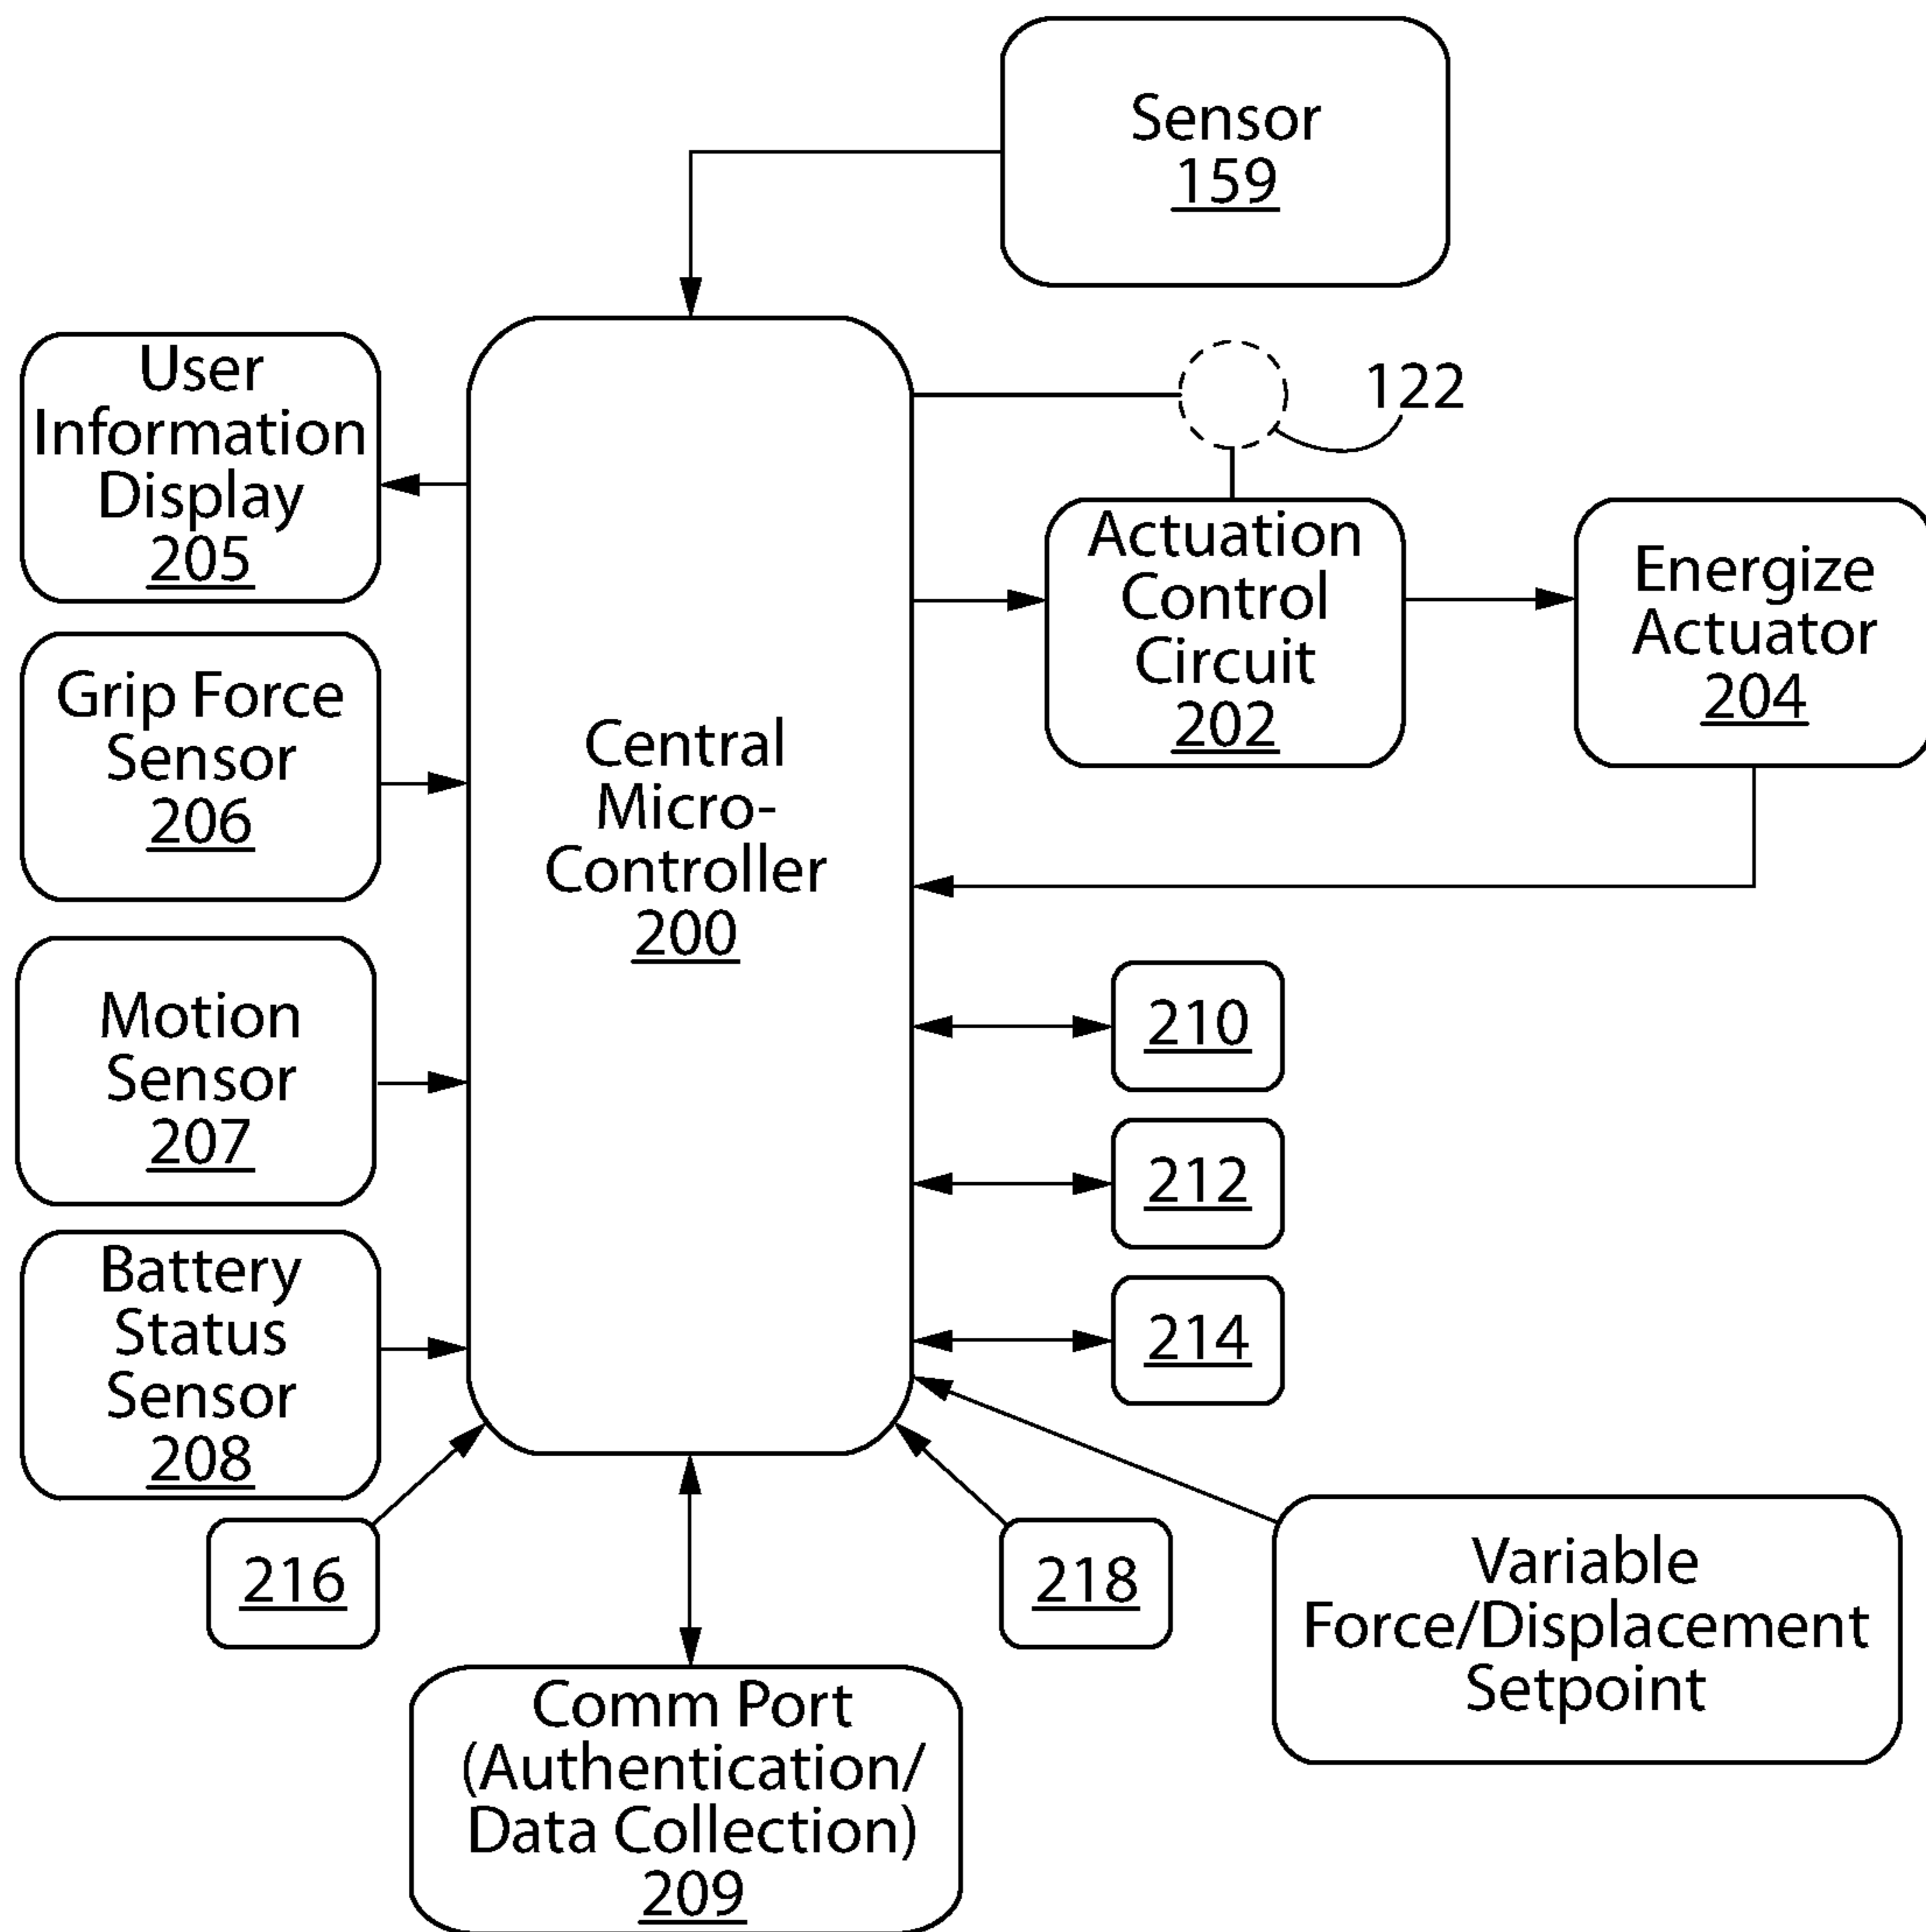 Sensor
159
User
Information
Display
205
122
Actuation
Control
Circuit
202
Energize
Actuator
204
Grip Force
Sensor
206
Central
Micro-
Controller
200
Motion
Sensor
207
210
212
214
Battery
Status
Sensor
208
216
218
Variable
Force/Displacement
Setpoint
Comm Port
(Authentication/
Data Collection)
209